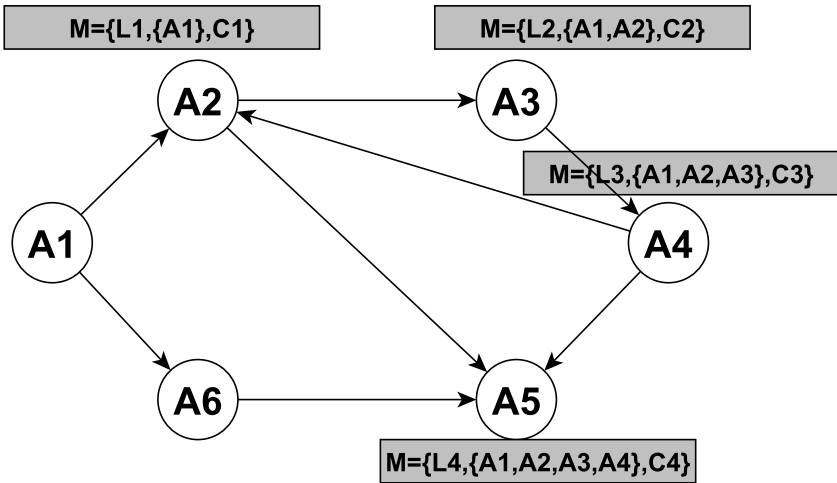 M={L1,{A1},C1}
M={L2,{A1,A2},C2}
A2
A3
M={L3,{A1,A2,A3},C3}
A1
A4
A6
A5
M={L4,{A1,A2,A3,A4},C4}